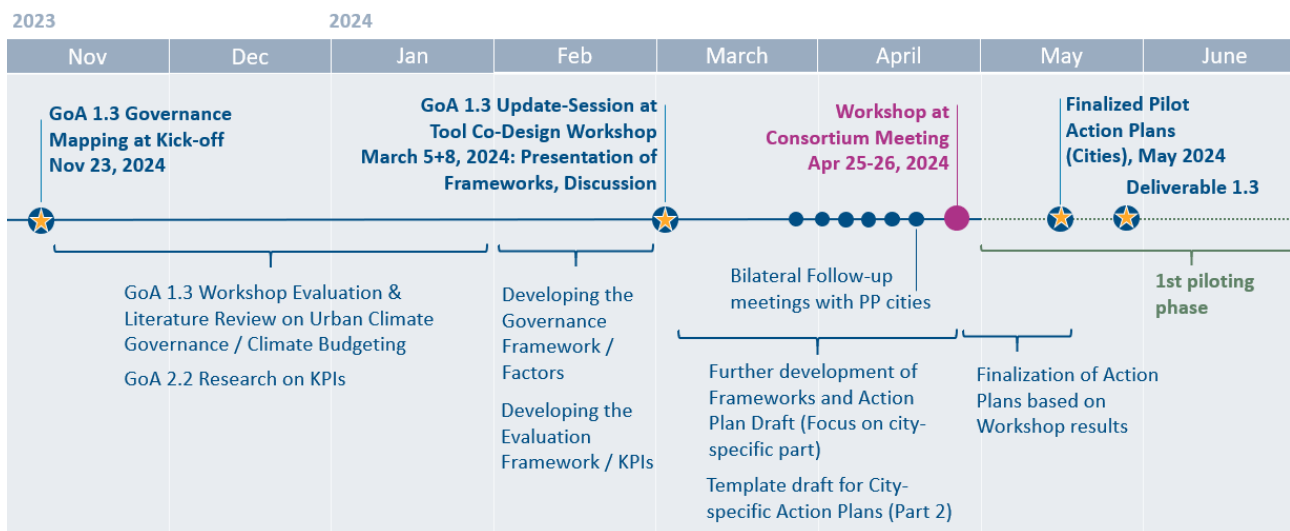 2023
2024
Nov
Dec
Jan
Feb
March
April
May
June
GoA 1.3 Governance
Mapping at Kick-off
Nov 23, 2024
GoA 1.3 Update-Session at
Tool Co-Design Workshop
March 5+8, 2024: Presentation of
Frameworks, Discussion
Workshop at
Consortium Meeting
Apr 25-26, 2024
Finalized Pilot
Action Plans
(Cities), May 2024
Deliverable 1.3
GoA 1.3 Workshop Evaluation &
Literature Review on Urban Climate
Governance / Climate Budgeting
GoA 2.2 Research on KPIs
Developing the
Governance
Framework /
Factors
Developing the
Evaluation
Framework / KPIs
Bilateral Follow-up
meetings with PP cities
Further development of
Frameworks and Action
Plan Draft (Focus on city-
specific part)
Template draft for City-
specific Action Plans (Part 2)
1st piloting
phase
Finalization of Action
Plans based on
Workshop results